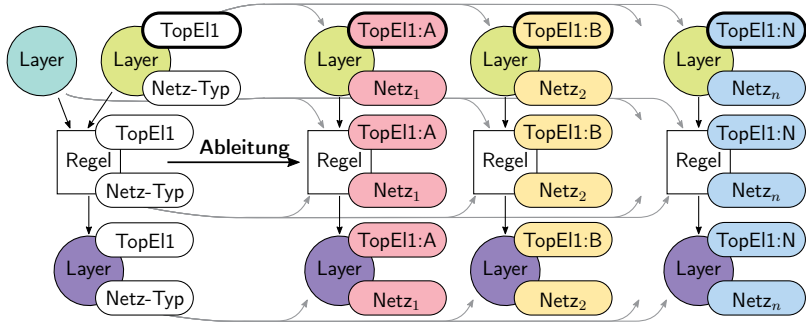 TopEl1 TopEl1:A TopEl1:B TopEl1:N
Layer Layer Layer Layer Layer
Netz-Typ Netz₁ Netz₂ Netzₙ
TopEl1 TopEl1:A TopEl1:B TopEl1:N
Regel Ableitung Regel Regel Regel
Netz-Typ Netz₁ Netz₂ Netzₙ
TopEl1 TopEl1:A TopEl1:B TopEl1:N
Layer Layer Layer Layer
Netz-Typ Netz₁ Netz₂ Netzₙ